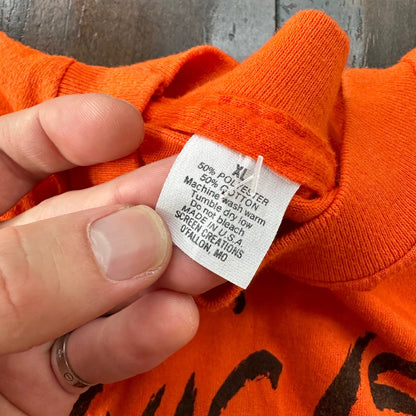 XL
50% POLYESTER
50% COTTON
Machine wash warm
Tumble dry low
Do not bleach
MADE IN U.S.A.
SCREEN CREATIONS
O'FALLON, MO